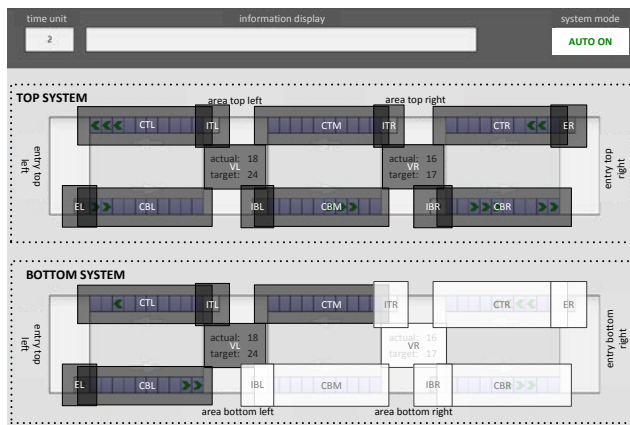 time unit
information display
system mode
2
AUTO ON
TOP SYSTEM
area top left
area top right
CTL
ITL
CTM
ITR
CTR
ER
entry top left
actual: 18
VL
target: 24
actual: 16
VR
target: 17
entry top right
EL
CBL
IBL
CBM
IBR
CBR
BOTTOM SYSTEM
CTL
ITL
CTM
ITR
CTR
ER
entry top left
actual: 18
VL
target: 24
actual: 16
VR
target: 17
entry bottom right
EL
CBL
IBL
CBM
IBR
CBR
area bottom left
area bottom right